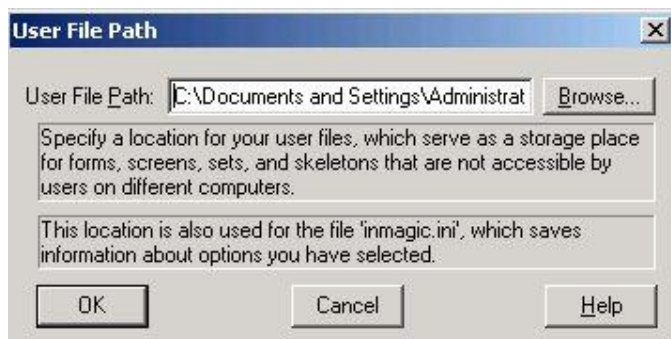 User File Path
User File Path: C:\Documents and Settings\Administrat Browse...
Specify a location for your user files, which serve as a storage place
for forms, screens, sets, and skeletons that are not accessible by
users on different computers.
This location is also used for the file 'inmagic.ini', which saves
information about options you have selected.
OK Cancel Help